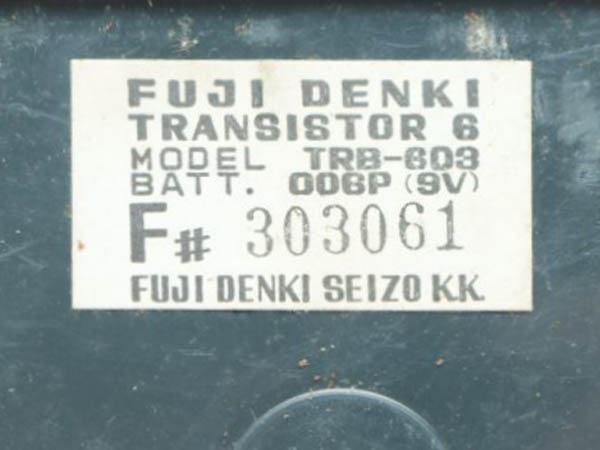 FUJI DENKI
TRANSISTOR 6
MODEL TRB-603
BATT. 006P (9V)
F# 303061
FUJI DENKI SEIZO K.K.